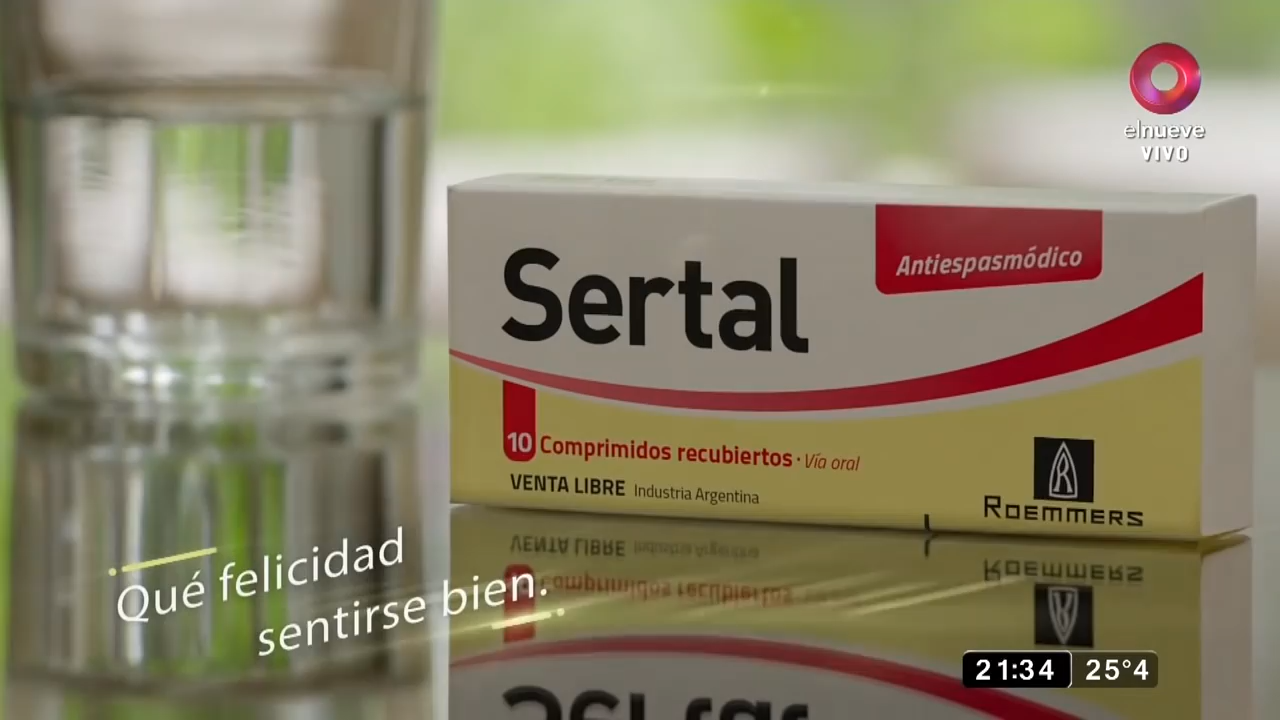 elnueve
VIVO
Antiespasmódico
Sertal
10 Comprimidos recubiertos · Vía oral
VENTA LIBRE Industria Argentina
R
ROEMMERS
Qué felicidad
sentirse bien.
21:34 25°4